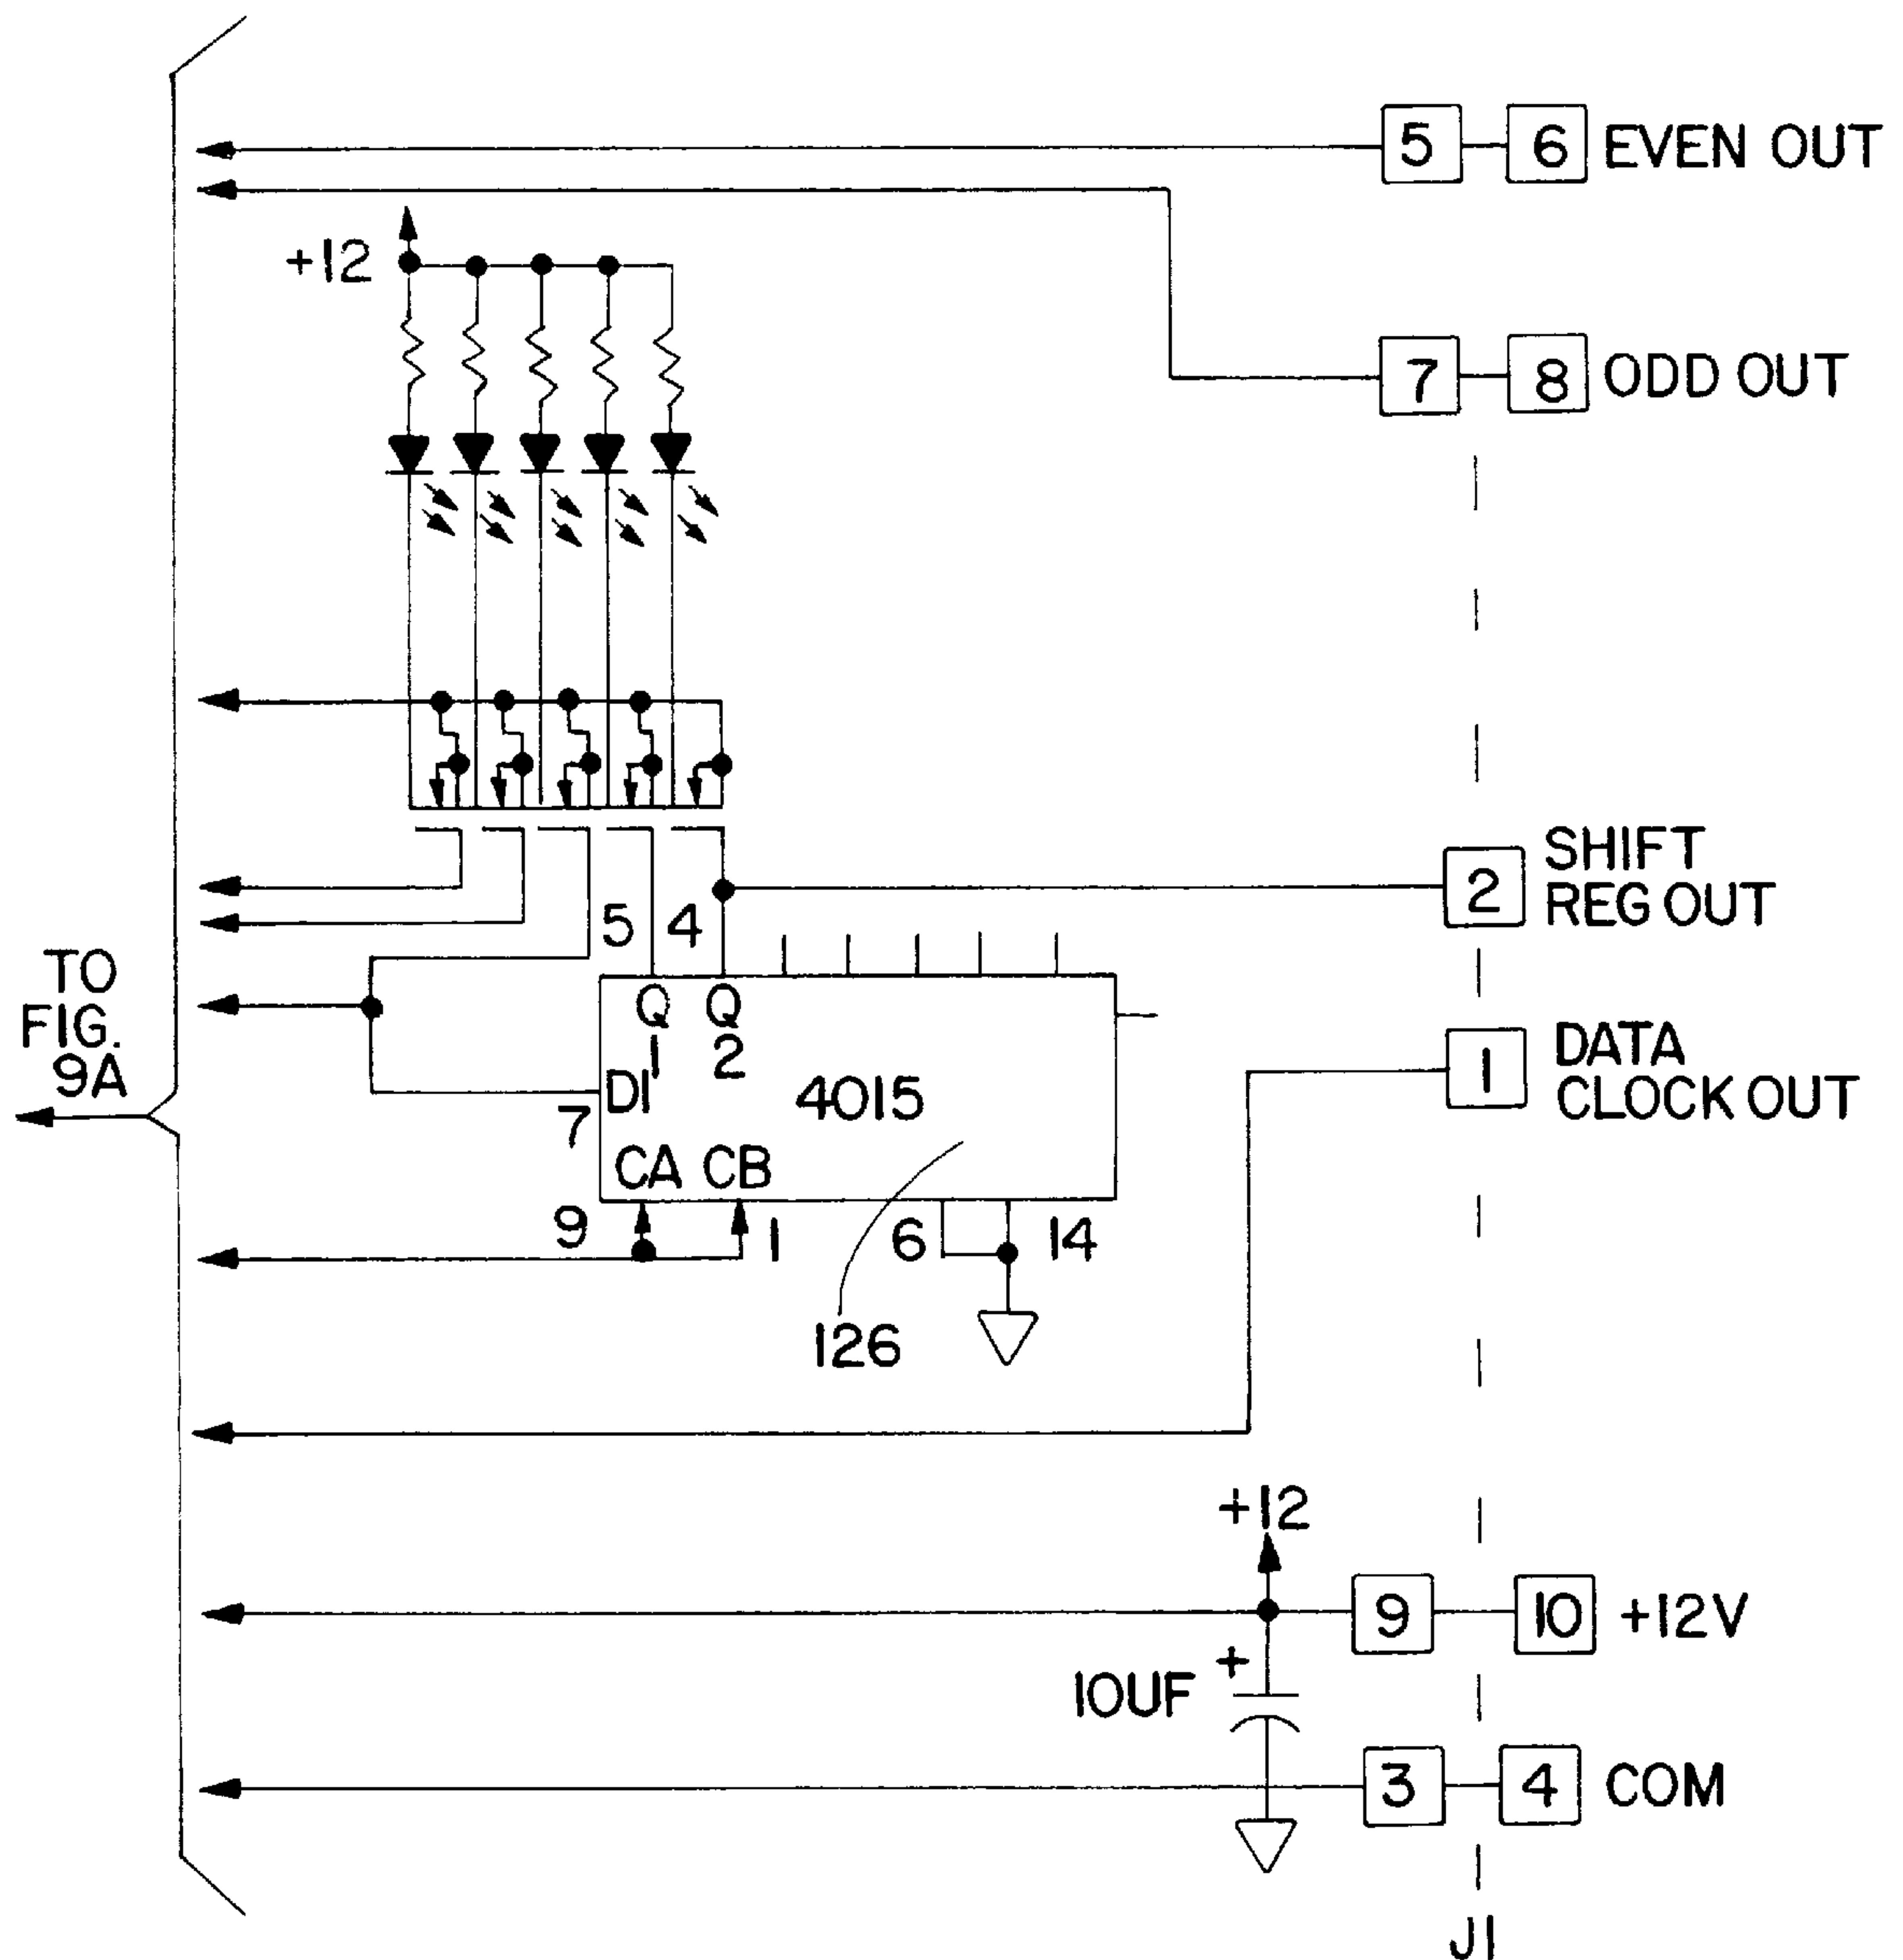 5 6 EVEN OUT
+12
7 8 ODD OUT
2 SHIFT
REG OUT
5 4
TO
FIG.
9A
Q Q
1 2
DI
7
4015
1 DATA
CLOCK OUT
CA CB
9 1 6 14
126
+12
9 10 +12V
+
10UF
3 4 COM
J1